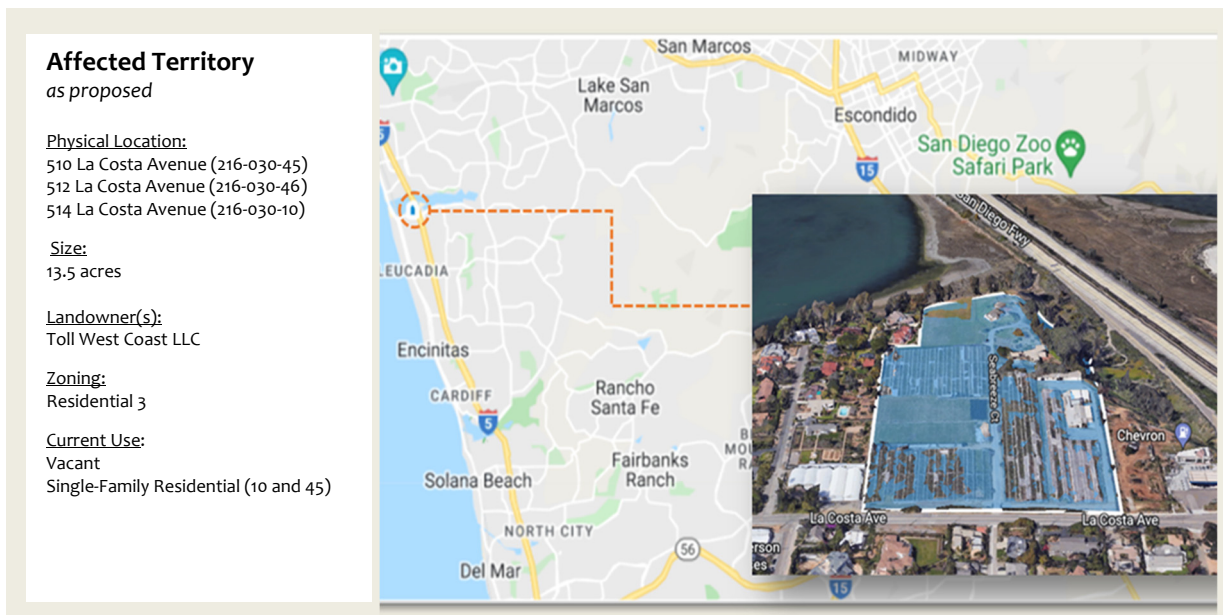 Affected Territory
as proposed
Physical Location:
510 La Costa Avenue (216-030-45)
512 La Costa Avenue (216-030-46)
514 La Costa Avenue (216-030-10)
Size:
13.5 acres
Landowner(s):
Toll West Coast LLC
Zoning:
Residential 3
Current Use:
Vacant
Single-Family Residential (10 and 45)
San Marcos
MIDWAY
Lake San
Marcos
Escondido
San Diego Zoo
Safari Park
5
15
LEUCADIA
Encinitas
CARDIFF
5
Rancho
Santa Fe
Fairbanks
Ranch
Solana Beach
NORTH CITY
56
Del Mar
15
San Diego Fwy
Seabreeze Ct
Chevron
La Costa Ave
La Costa Ave